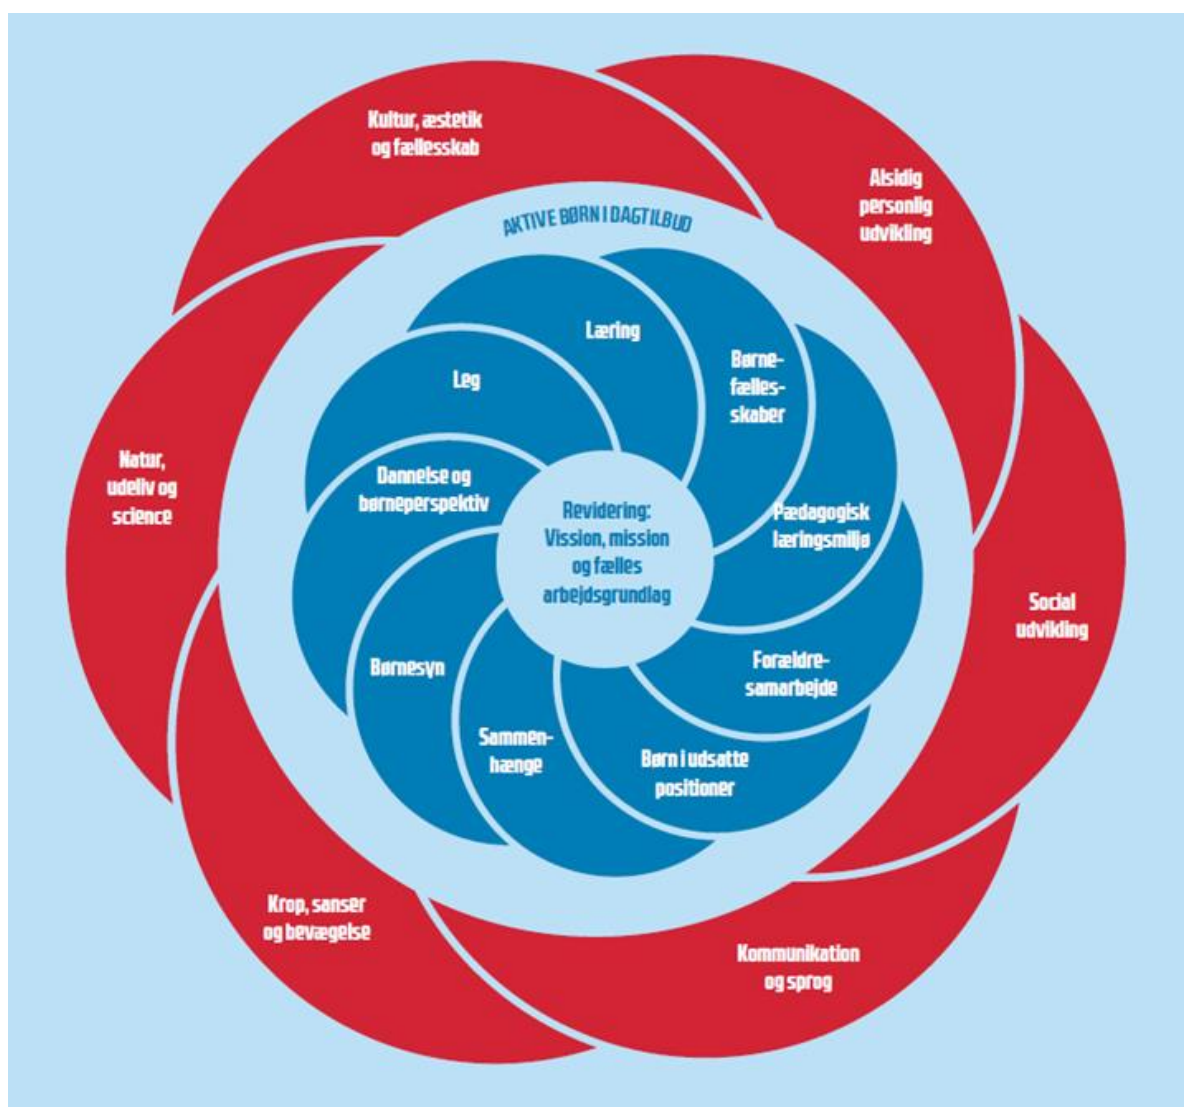 Kultur, æstetik
og fællesskab
Alsidig
personlig
udvikling
AKTIVE BØRN I DAGTILBUD
Læring
Børne-
fælles-
skaber
Leg
Natur,
udeliv og
science
Dannelse og
børneperspektiv
Revidering:
Vission, mission
og fælles
arbejdsgrundlag
Pædagogisk
læringsmiljø
Social
udvikling
Børnesyn
Forældre-
samarbejde
Sammen-
hænge
Børn i udsatte
positioner
Krop, sanser
og bevægelse
Kommunikation
og sprog